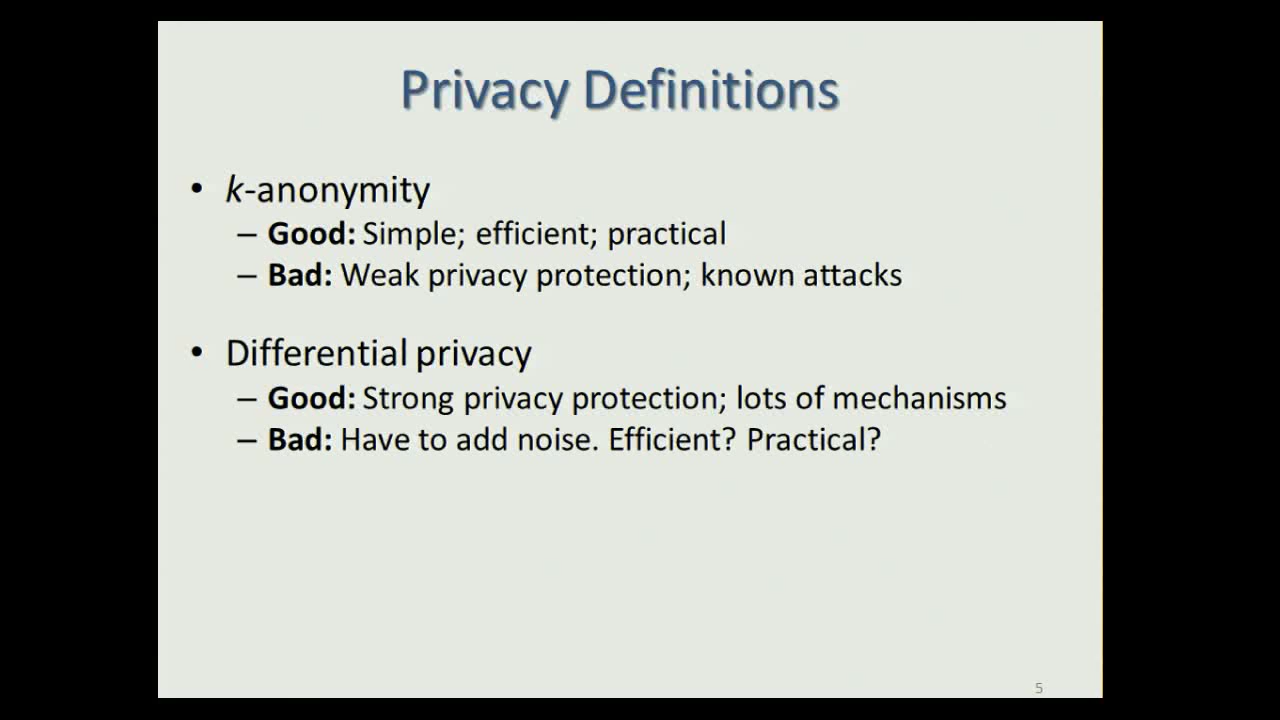 Privacy Definitions
• k-anonymity
– Good: Simple; efficient; practical
– Bad: Weak privacy protection; known attacks
• Differential privacy
– Good: Strong privacy protection; lots of mechanisms
– Bad: Have to add noise. Efficient? Practical?
5